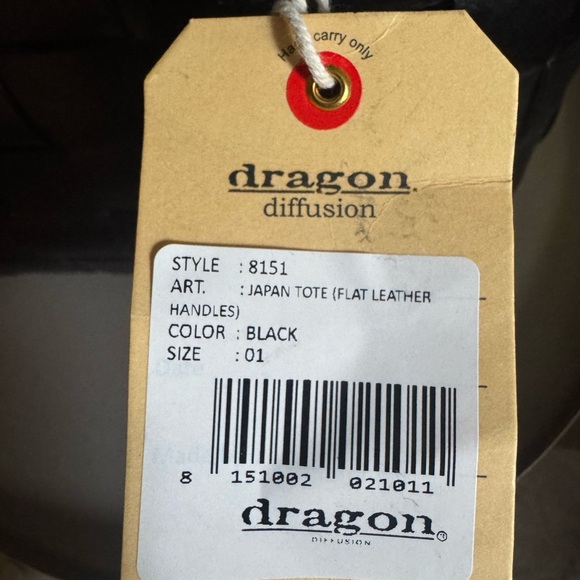 Hand carry only
dragon.
diffusion
STYLE : 8151
ART. : JAPAN TOTE (FLAT LEATHER
HANDLES)
COLOR : BLACK
SIZE : 01
8 151002 021011
dragon®
DIFFUSION